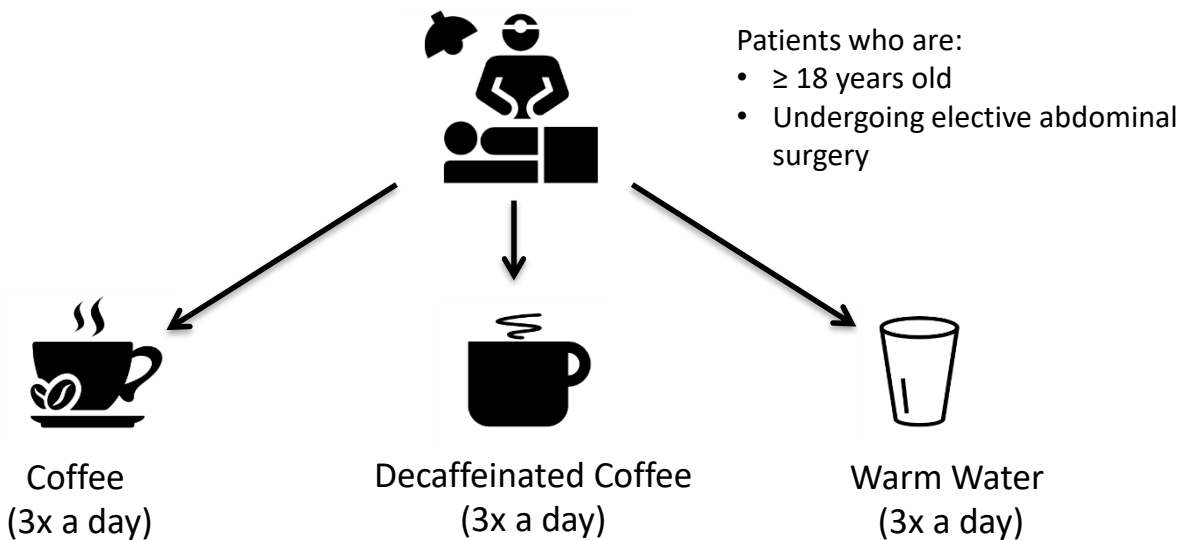 Patients who are:
• ≥ 18 years old
• Undergoing elective abdominal
surgery
Coffee
(3x a day)
Decaffeinated Coffee
(3x a day)
Warm Water
(3x a day)